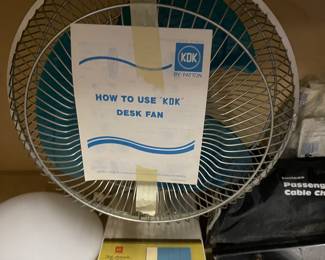 KDK
BY PATTON
HOW TO USE "KDK"
DESK FAN
Passeng
Cable Ch